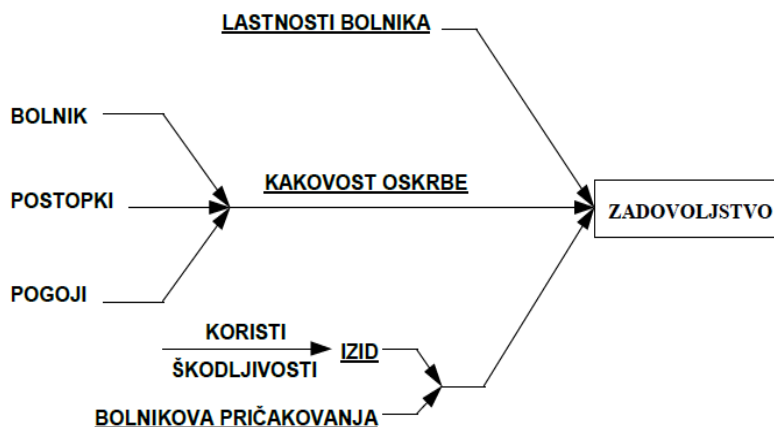 LASTNOSTI BOLNIKA
BOLNIK
KAKOVOST OSKRBE
POSTOPKI
ZADOVOLJSTVO
POGOJI
KORISTI
IZID
ŠKODLJIVOSTI
BOLNIKOVA PRIČAKOVANJA